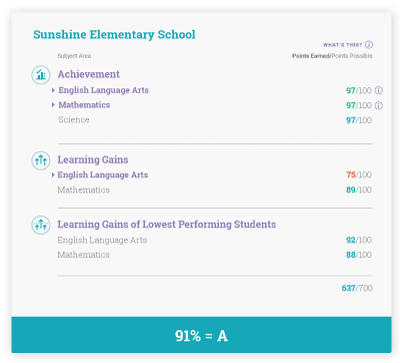 Sunshine Elementary School
WHAT'S THIS? i
Subject Area Points Earned/Points Possible
Achievement
English Language Arts 97/100 i
Mathematics 97/100 i
Science 97/100
Learning Gains
English Language Arts 75/100
Mathematics 89/100
Learning Gains of Lowest Performing Students
English Language Arts 92/100
Mathematics 88/100
637/700
91% = A